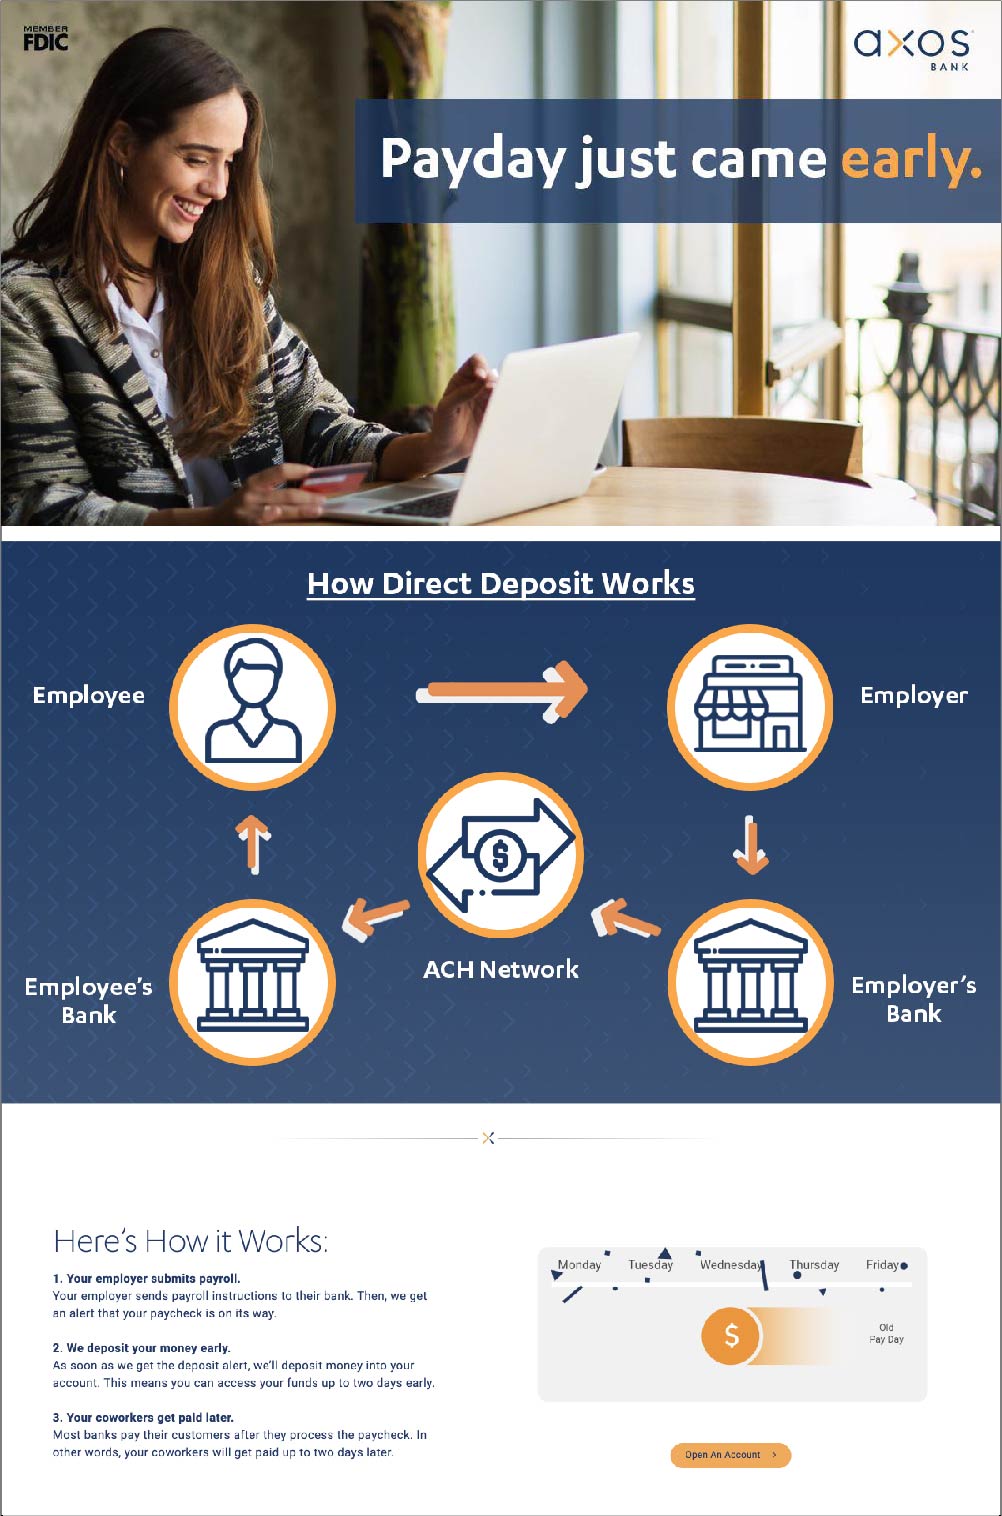 MEMBER
FDIC
axos
BANK
Payday just came early.
How Direct Deposit Works
Employee
Employer
$
ACH Network
Employee's
Bank
Employer's
Bank
Here's How it Works:
1. Your employer submits payroll.
Your employer sends payroll instructions to their bank. Then, we get
an alert that your paycheck is on its way.
2. We deposit your money early.
As soon as we get the deposit alert, we'll deposit money into your
account. This means you can access your funds up to two days early.
3. Your coworkers get paid later.
Most banks pay their customers after they process the paycheck. In
other words, your coworkers will get paid up to two days later.
Monday Tuesday Wednesday Thursday Friday
$
Old
Pay Day
Open An Account >